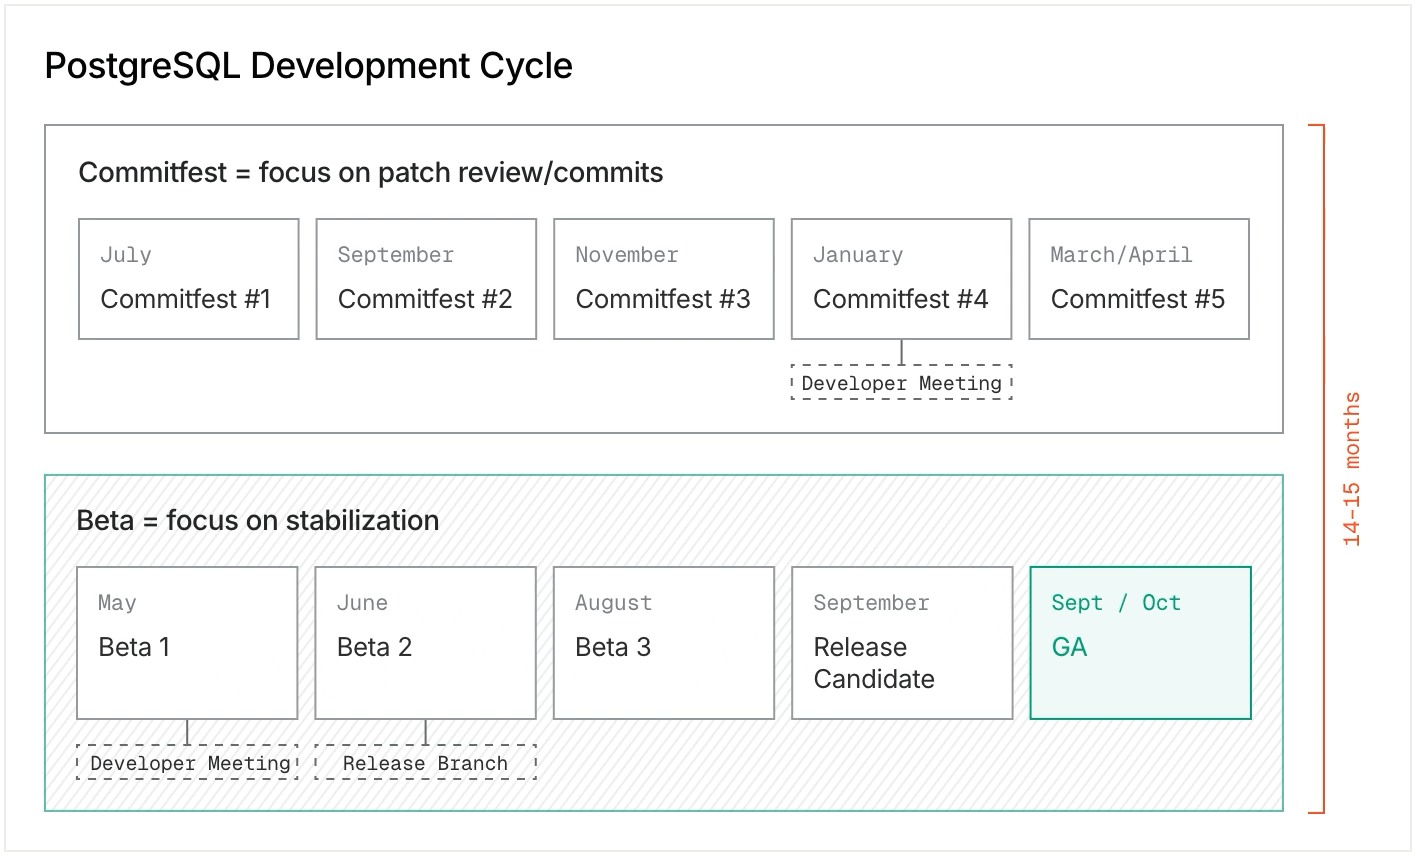 PostgreSQL Development Cycle
Commitfest = focus on patch review/commits
July
Commitfest #1
September
Commitfest #2
November
Commitfest #3
January
Commitfest #4
March/April
Commitfest #5
Developer Meeting
14-15 months
Beta = focus on stabilization
May
Beta 1
June
Beta 2
August
Beta 3
September
Release
Candidate
Sept / Oct
GA
Developer Meeting
Release Branch